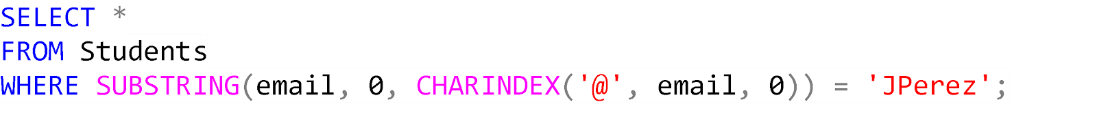 SELECT *
FROM Students
WHERE SUBSTRING(email, 0, CHARINDEX('@', email, 0)) = 'JPerez';